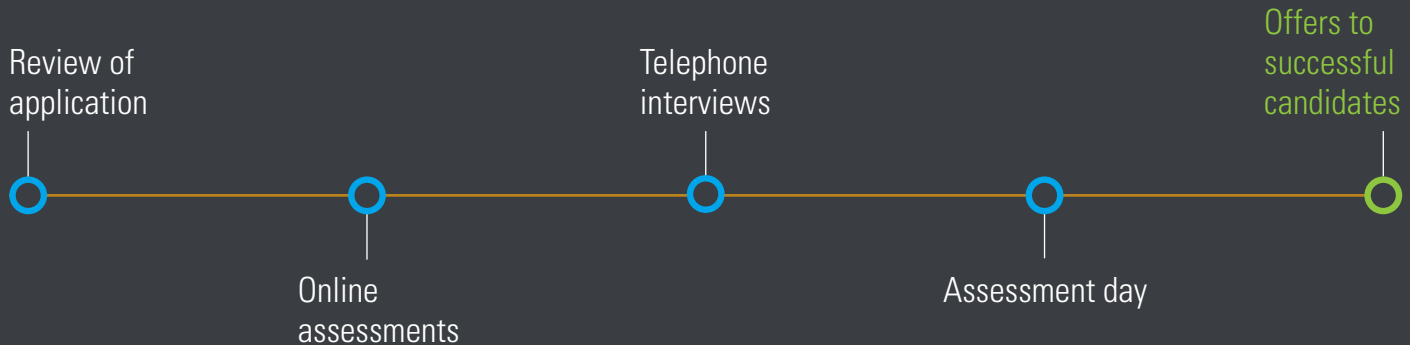 Review of
application
Online
assessments
Telephone
interviews
Assessment day
Offers to
successful
candidates